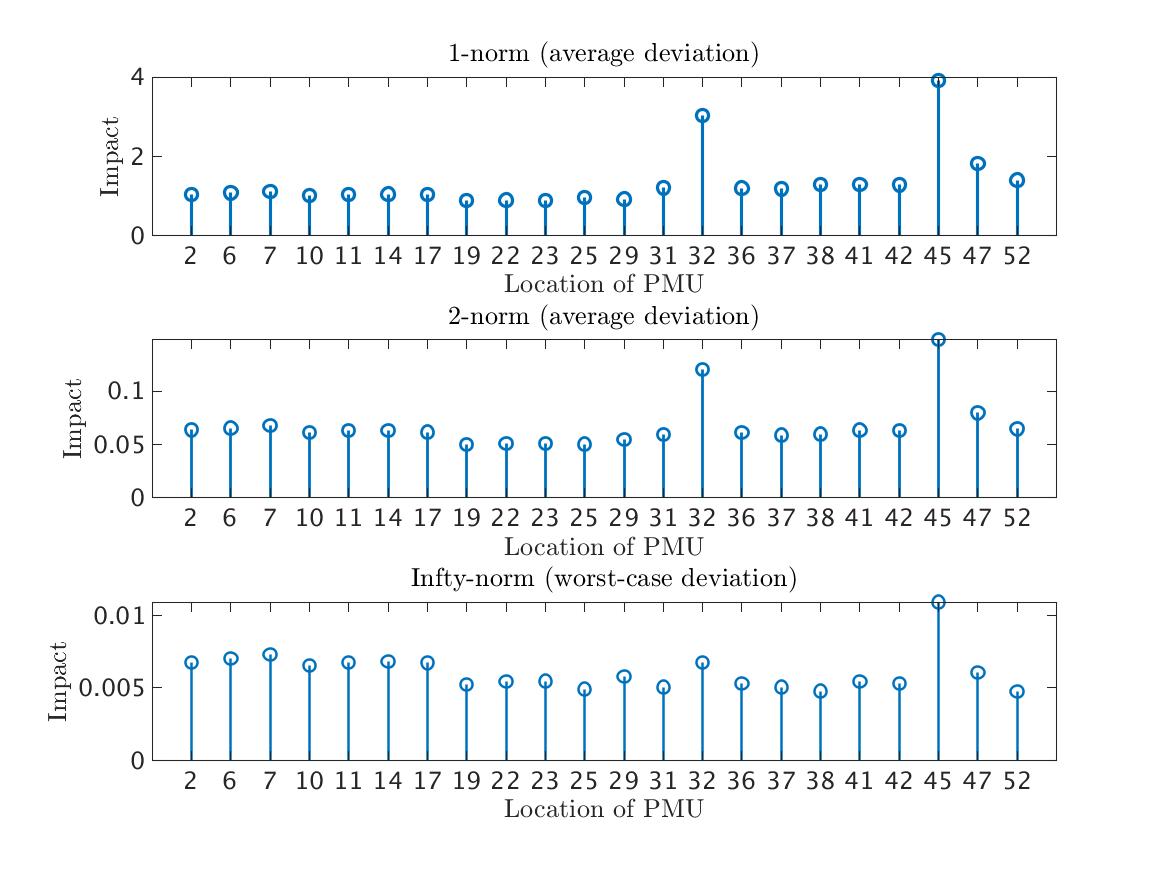 1-norm (average deviation)
4
2
0
Impact
2 6 7 10 11 14 17 19 22 23 25 29 31 32 36 37 38 41 42 45 47 52
Location of PMU
2-norm (average deviation)
0.1
0.05
0
Impact
2 6 7 10 11 14 17 19 22 23 25 29 31 32 36 37 38 41 42 45 47 52
Location of PMU
Infty-norm (worst-case deviation)
0.01
0.005
0
Impact
2 6 7 10 11 14 17 19 22 23 25 29 31 32 36 37 38 41 42 45 47 52
Location of PMU